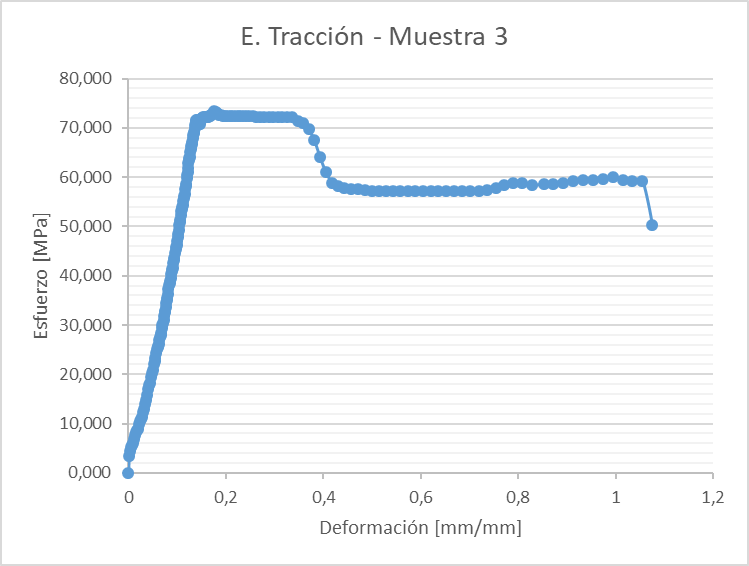 E. Tracción - Muestra 3
80,000
70,000
60,000
50,000
40,000
30,000
20,000
10,000
0,000
Esfuerzo [MPa]
0 0,2 0,4 0,6 0,8 1 1,2
Deformación [mm/mm]